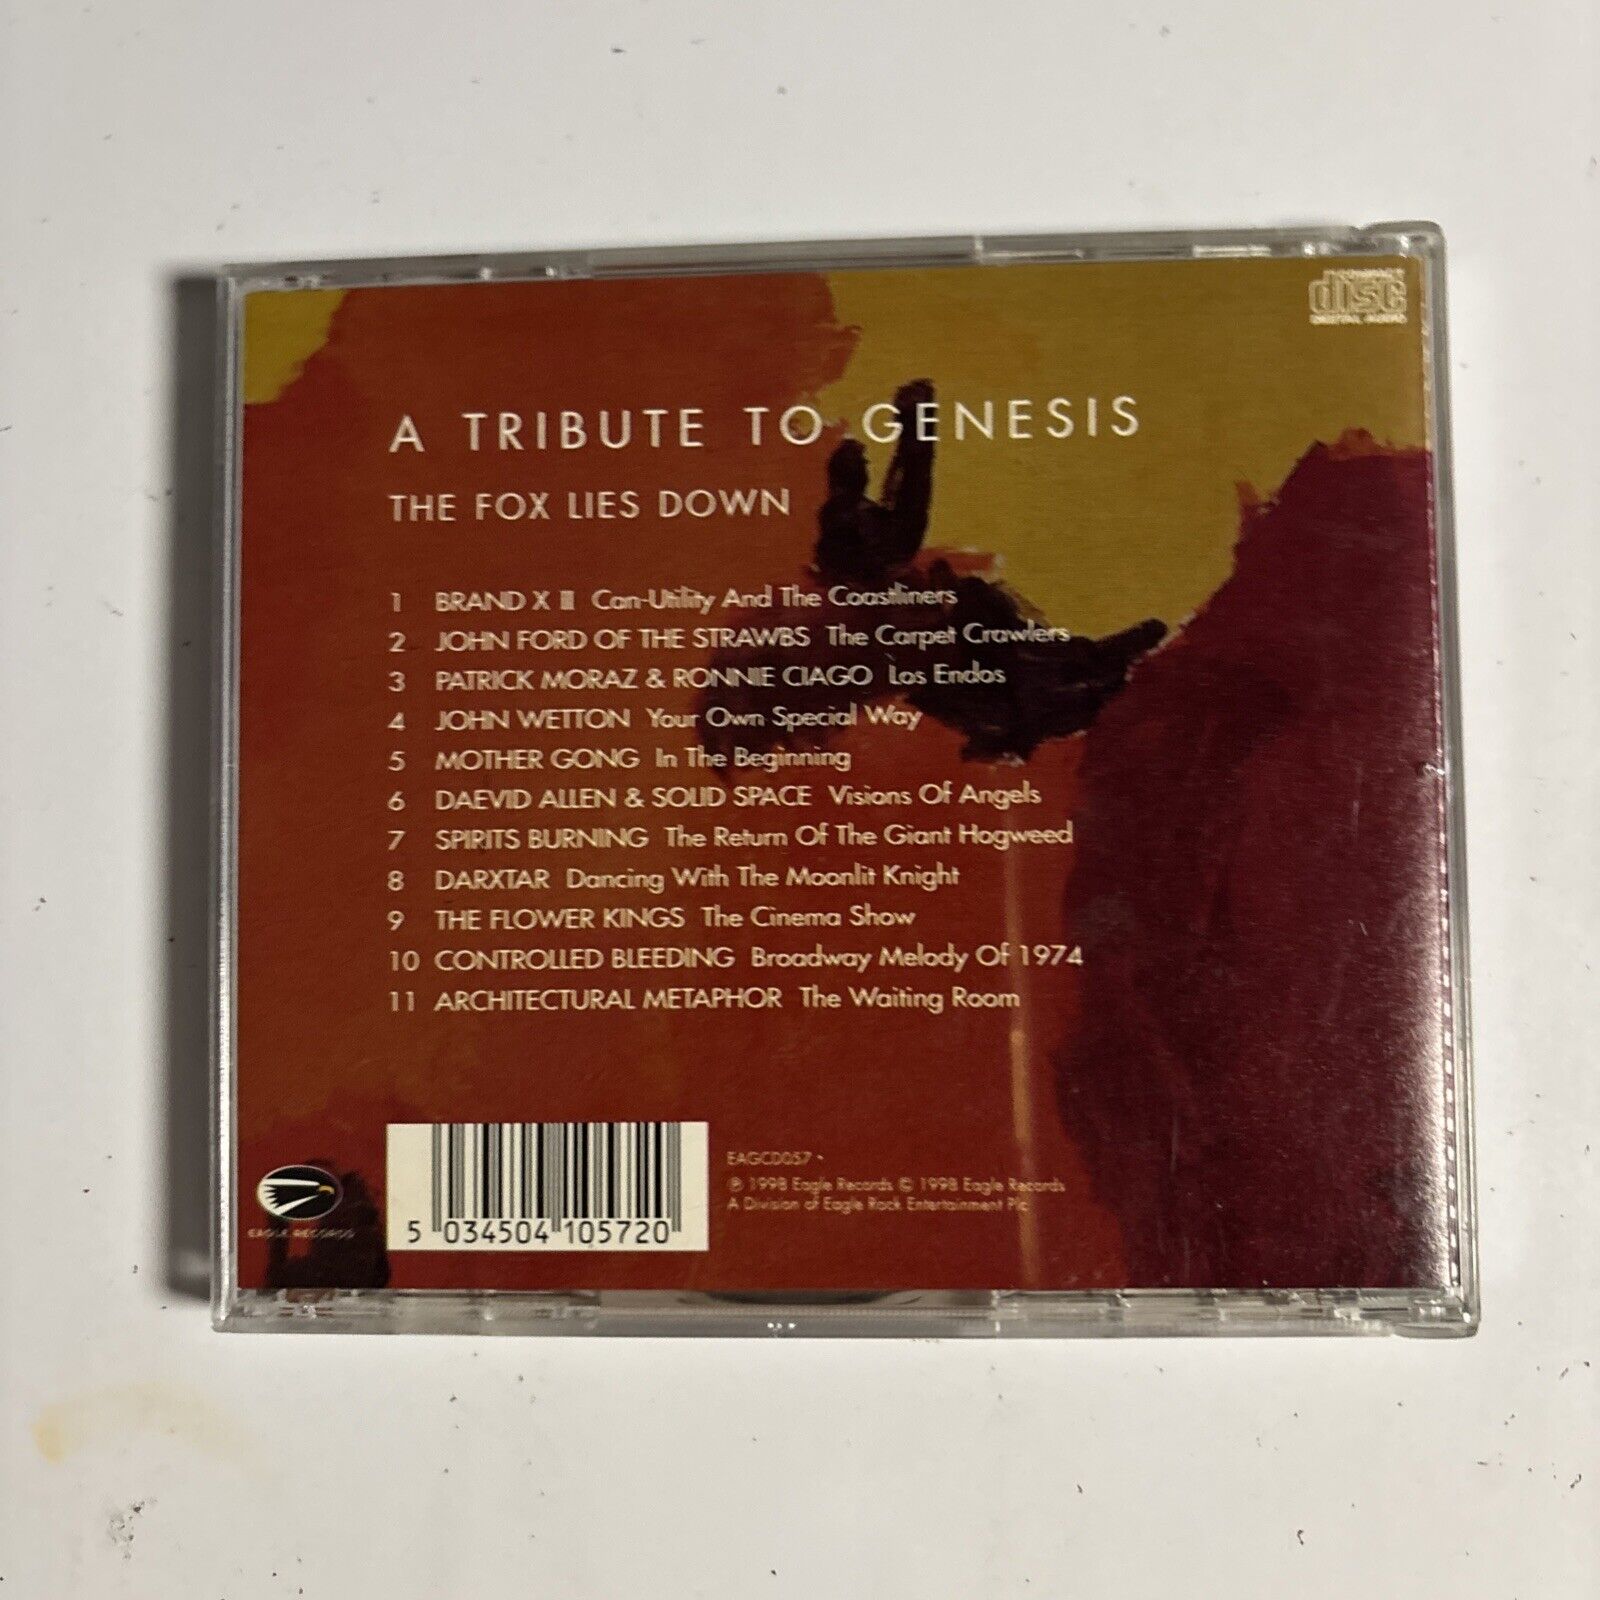 COMPACT
disc
DIGITAL AUDIO
A TRIBUTE TO GENESIS
THE FOX LIES DOWN
1 BRAND X III Can-Utility And The Coastliners
2 JOHN FORD OF THE STRAWBS The Carpet Crawlers
3 PATRICK MORAZ & RONNIE CIAGO Los Endos
4 JOHN WETTON Your Own Special Way
5 MOTHER GONG In The Beginning
6 DAEVID ALLEN & SOLID SPACE Visions Of Angels
7 SPIRITS BURNING The Return Of The Giant Hogweed
8 DARXTAR Dancing With The Moonlit Knight
9 THE FLOWER KINGS The Cinema Show
10 CONTROLLED BLEEDING Broadway Melody Of 1974
11 ARCHITECTURAL METAPHOR The Waiting Room
EAGCD057
℗ 1998 Eagle Records © 1998 Eagle Records
A Division of Eagle Rock Entertainment Plc
EAGLE RECORDS
5 034504 105720